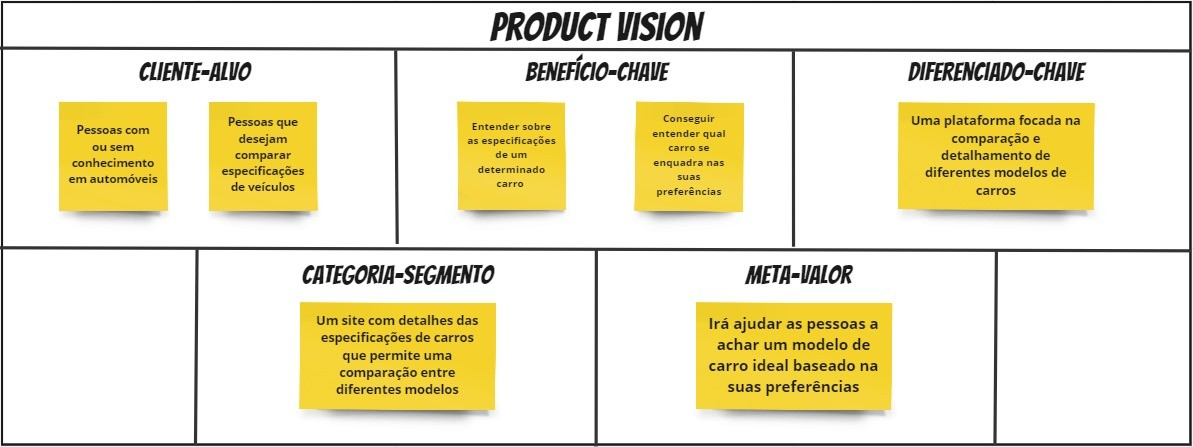 PRODUCT VISION
CLIENTE-ALVO
Pessoas com
ou sem
conhecimento
em automóveis
Pessoas que
desejam
comparar
especificações
de veículos
BENEFÍCIO-CHAVE
Entender sobre
as especificações
de um
determinado
carro
Conseguir
entender qual
carro se
enquadra nas
suas
preferências
DIFERENCIADO-CHAVE
Uma plataforma focada na
comparação e
detalhamento de
diferentes modelos de
carros
CATEGORIA-SEGMENTO
Um site com detalhes das
especificações de carros
que permite uma
comparação entre
diferentes modelos
META-VALOR
Irá ajudar as pessoas a
achar um modelo de
carro ideal baseado na
suas preferências